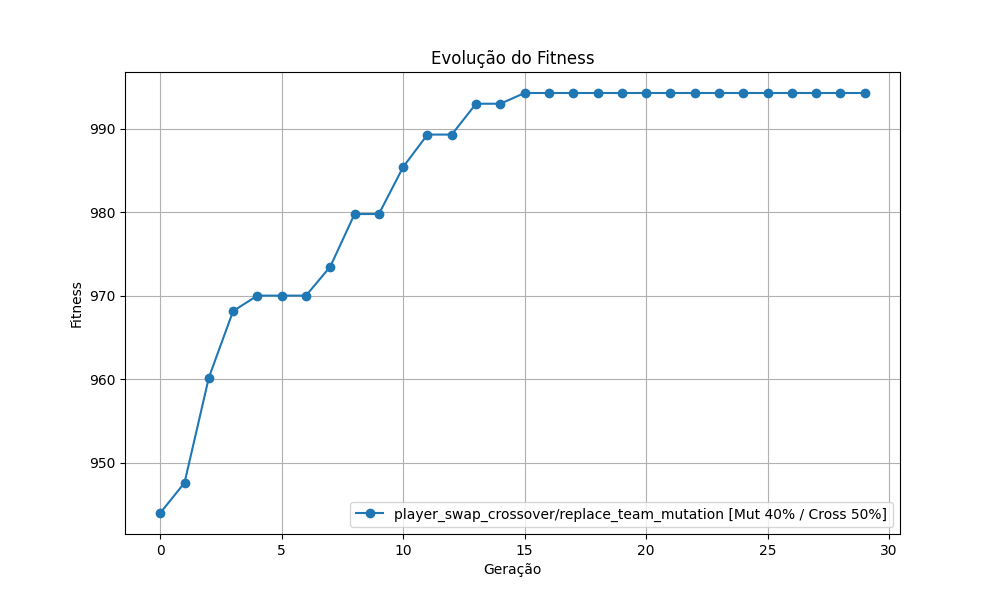 Evolução do Fitness
Fitness
990
980
970
960
950
0 5 10 15 20 25 30
Geração
player_swap_crossover/replace_team_mutation [Mut 40% / Cross 50%]